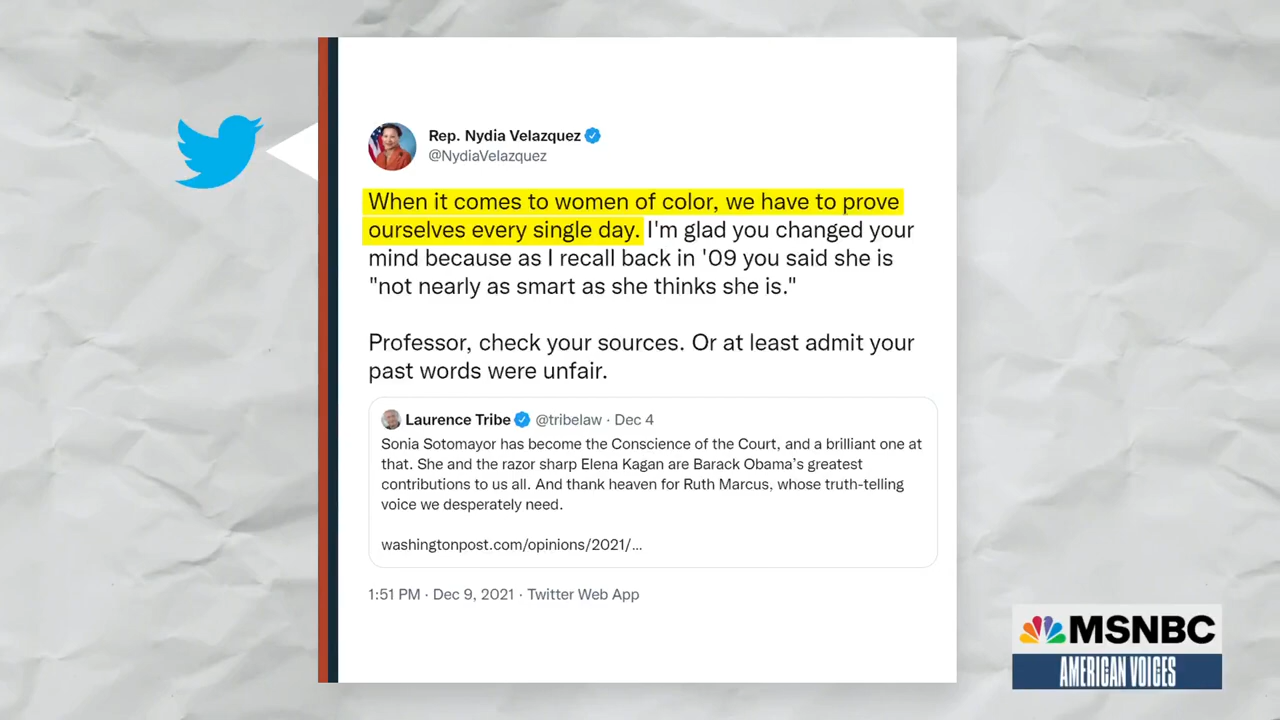 Rep. Nydia Velazquez
@NydiaVelazquez
When it comes to women of color, we have to prove
ourselves every single day. I'm glad you changed your
mind because as I recall back in '09 you said she is
"not nearly as smart as she thinks she is."
Professor, check your sources. Or at least admit your
past words were unfair.
Laurence Tribe @tribelaw · Dec 4
Sonia Sotomayor has become the Conscience of the Court, and a brilliant one at
that. She and the razor sharp Elena Kagan are Barack Obama's greatest
contributions to us all. And thank heaven for Ruth Marcus, whose truth-telling
voice we desperately need.
washingtonpost.com/opinions/2021/...
1:51 PM · Dec 9, 2021 · Twitter Web App
MSNBC
AMERICAN VOICES